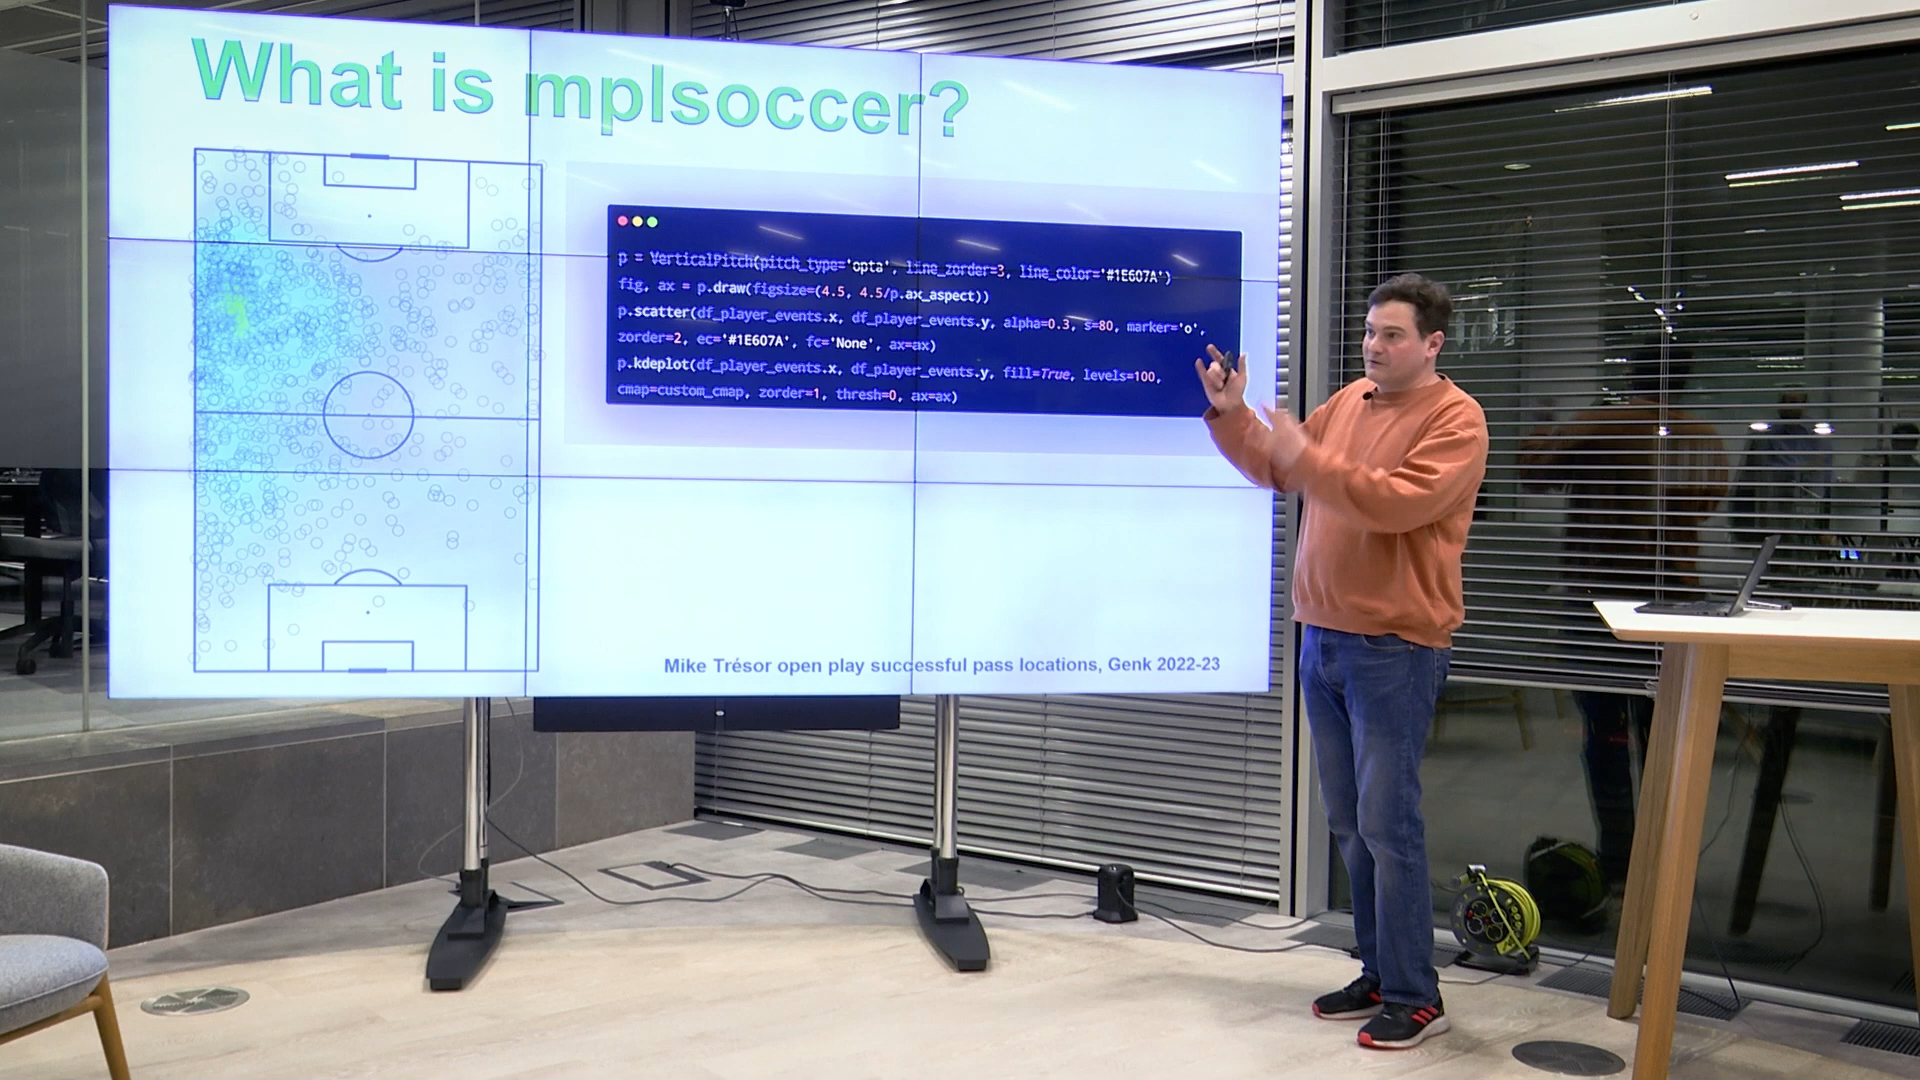 What is mplsoccer?
p = VerticalPitch(pitch_type='opta', line_zorder=3, line_color='#1E607A')
fig, ax = p.draw(figsize=(4.5, 4.5/p.ax_aspect))
p.scatter(df_player_events.x, df_player_events.y, alpha=0.3, s=80, marker='o',
zorder=2, ec='#1E607A', fc='None', ax=ax)
p.kdeplot(df_player_events.x, df_player_events.y, fill=True, levels=100,
cmap=custom_cmap, zorder=1, thresh=0, ax=ax)
Mike Trésor open play successful pass locations, Genk 2022-23